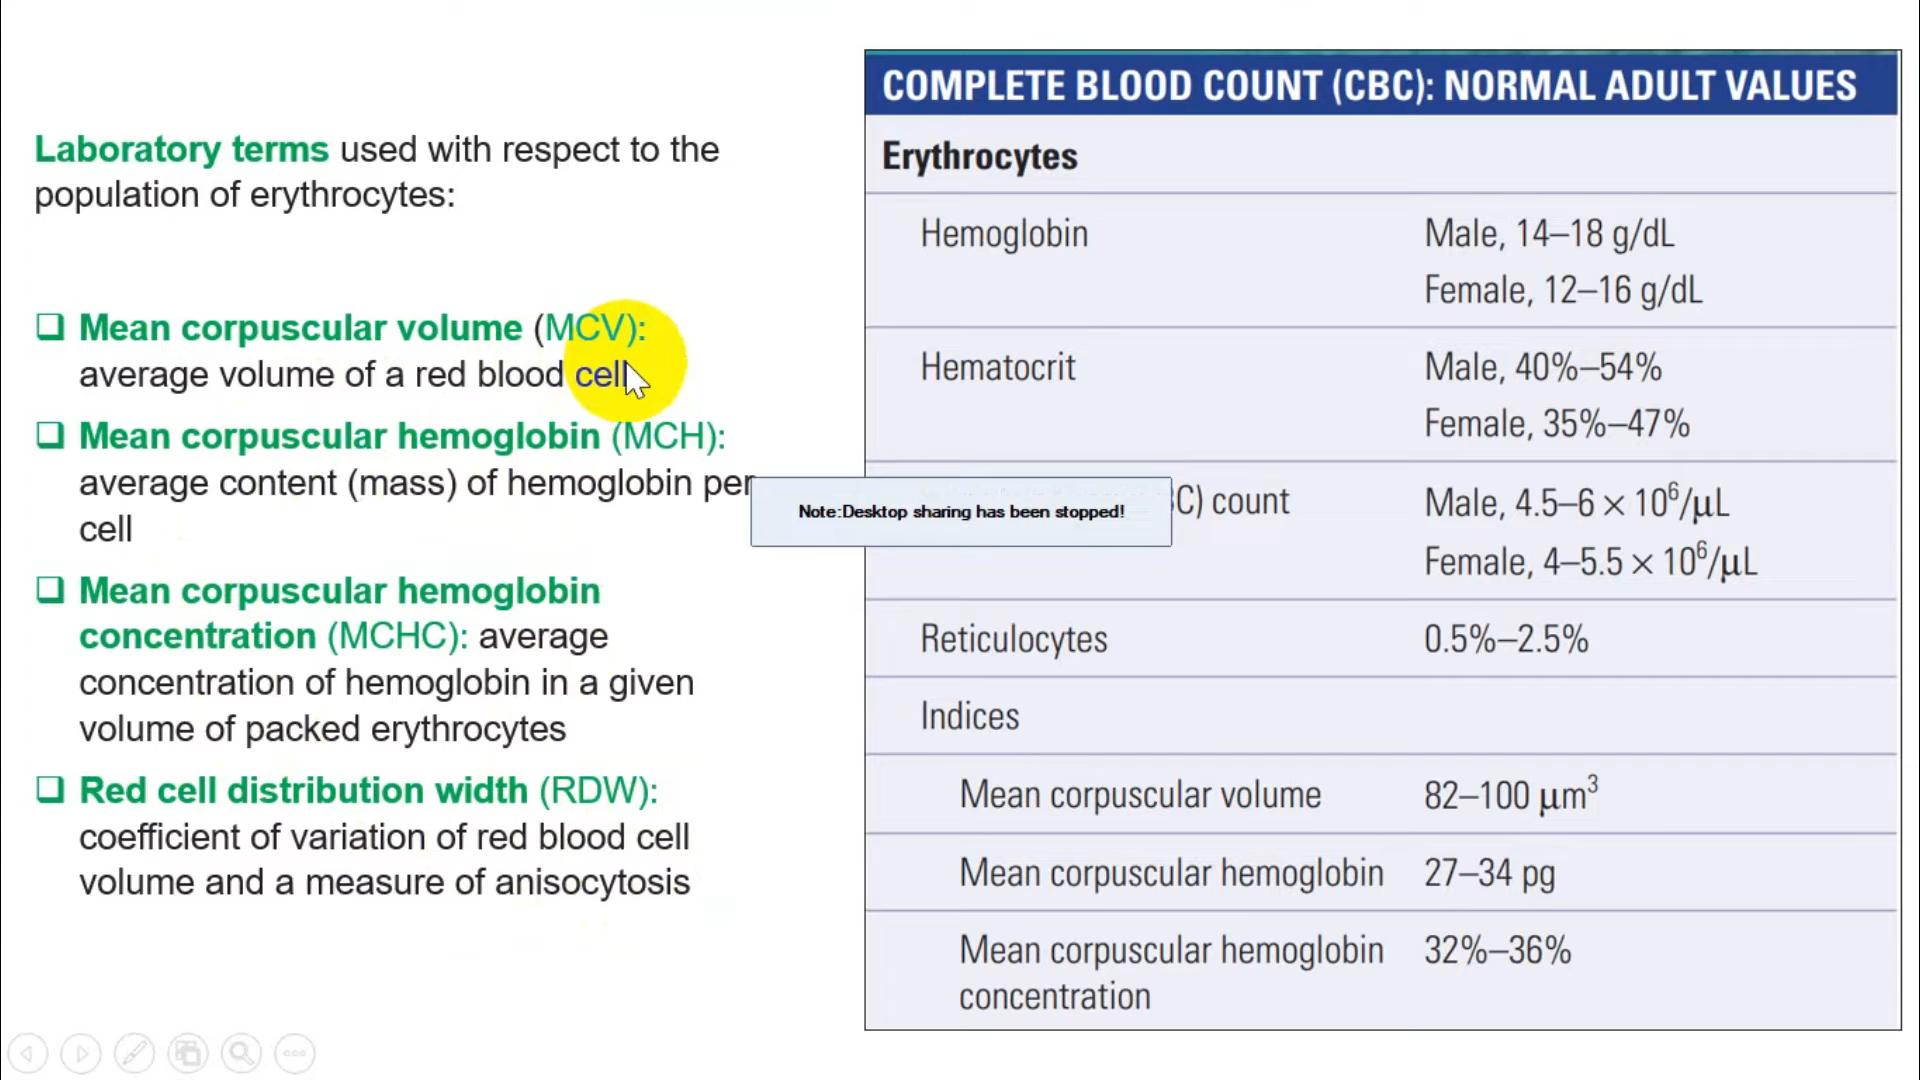 Laboratory terms used with respect to the
population of erythrocytes:
Mean corpuscular volume (MCV):
average volume of a red blood cell
Mean corpuscular hemoglobin (MCH):
average content (mass) of hemoglobin per
cell
Mean corpuscular hemoglobin
concentration (MCHC): average
concentration of hemoglobin in a given
volume of packed erythrocytes
Red cell distribution width (RDW):
coefficient of variation of red blood cell
volume and a measure of anisocytosis
COMPLETE BLOOD COUNT (CBC): NORMAL ADULT VALUES
Erythrocytes
Hemoglobin Male, 14–18 g/dL
Female, 12–16 g/dL
Hematocrit Male, 40%–54%
Female, 35%–47%
count Male, 4.5–6 × 10⁶/μL
Female, 4–5.5 × 10⁶/μL
Reticulocytes 0.5%–2.5%
Indices
Mean corpuscular volume 82–100 μm³
Mean corpuscular hemoglobin 27–34 pg
Mean corpuscular hemoglobin 32%–36%
concentration
Note:Desktop sharing has been stopped!